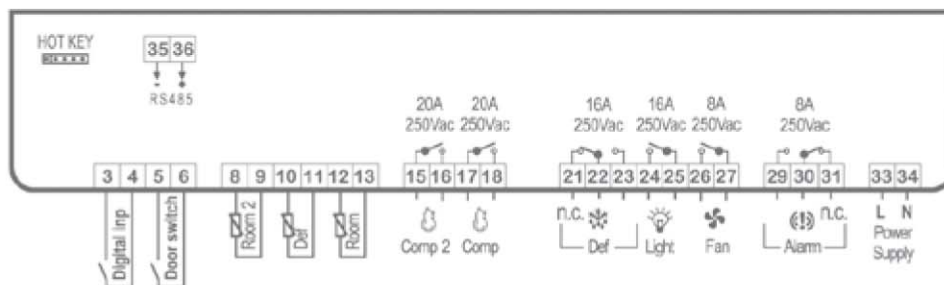 HOT KEY
35 36
- +
RS485
20A 20A 16A 16A 8A 8A
250Vac 250Vac 250Vac 250Vac 250Vac 250Vac
3 4 5 6 8 9 10 11 12 13 15 16 17 18 21 22 23 24 25 26 27 29 30 31 33 34
Digital Inp
Door switch
Room 2
Def
Room
n.c. n.c. L N
Comp 2 Comp Def Light Fan Alarm Power
Supply